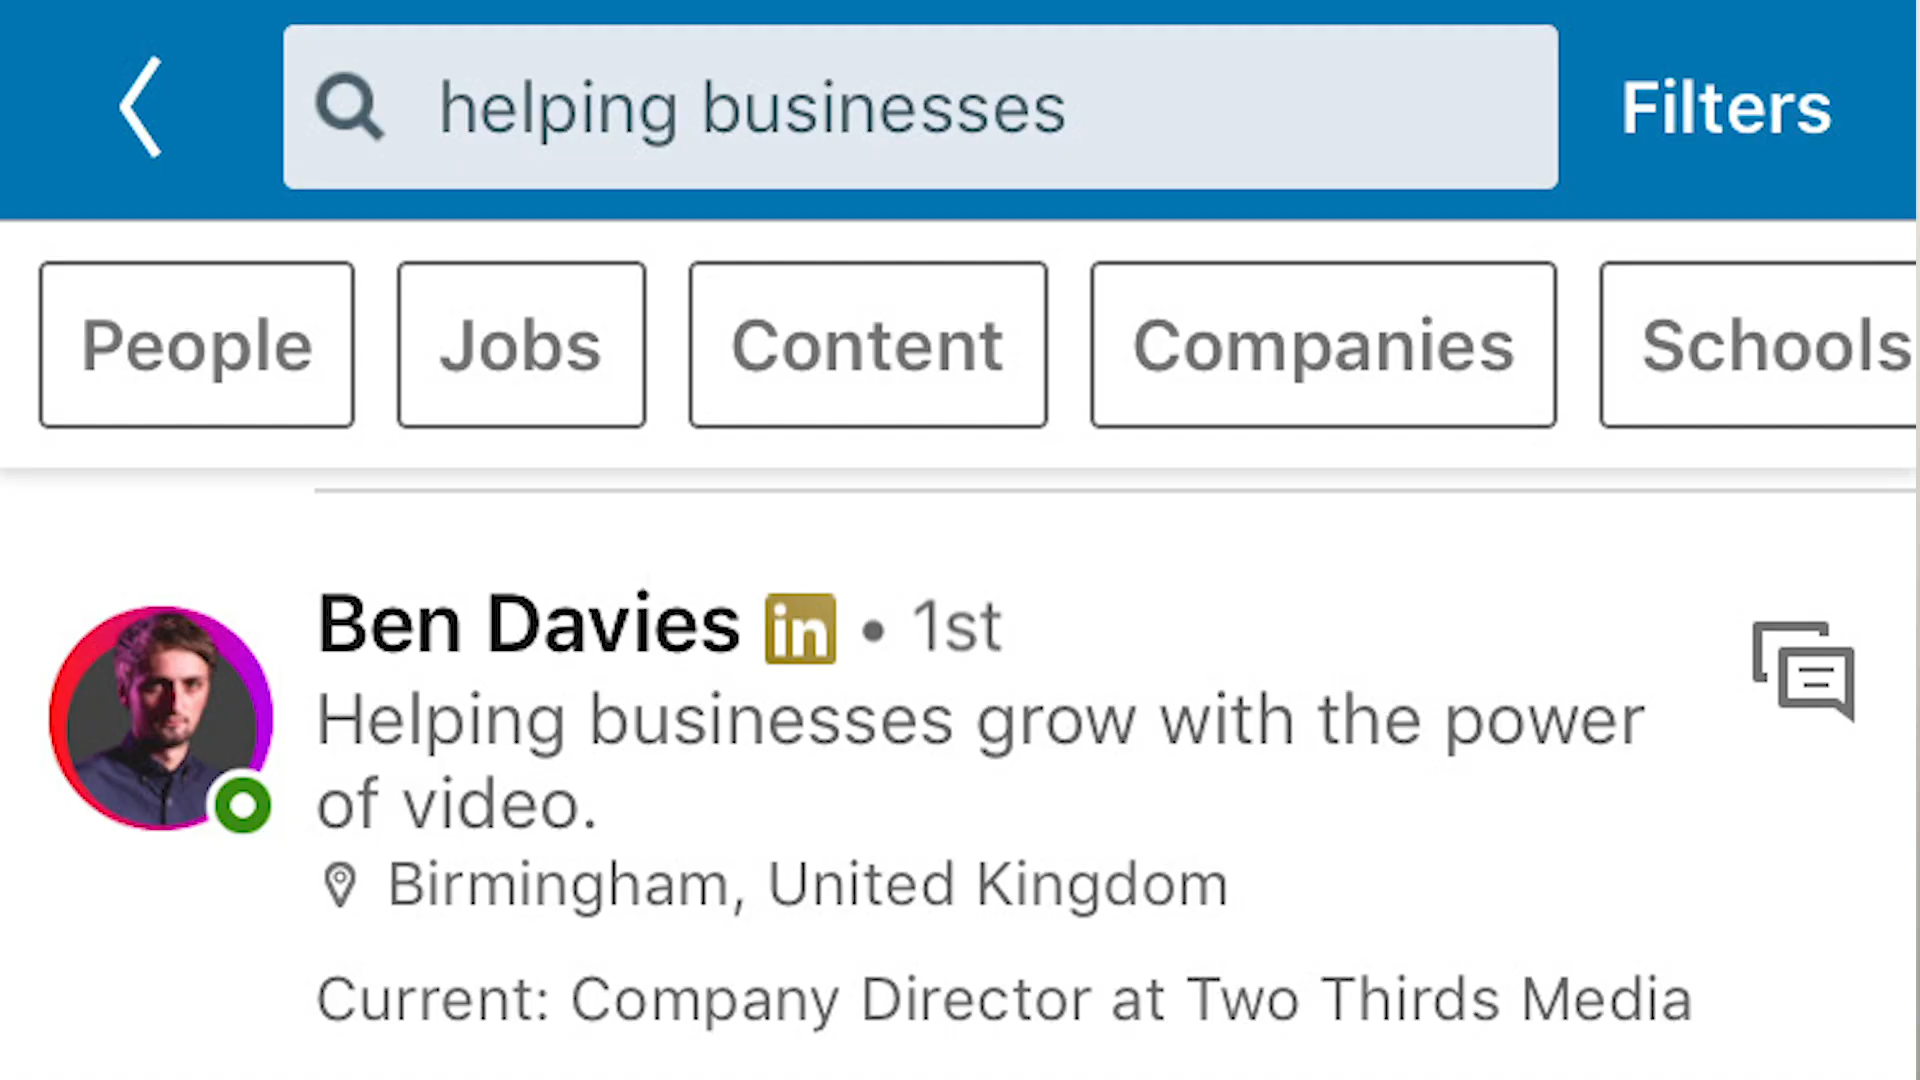 helping businesses
Filters
People
Jobs
Content
Companies
Schools
Ben Davies in • 1st
Helping businesses grow with the power
of video.
Birmingham, United Kingdom
Current: Company Director at Two Thirds Media